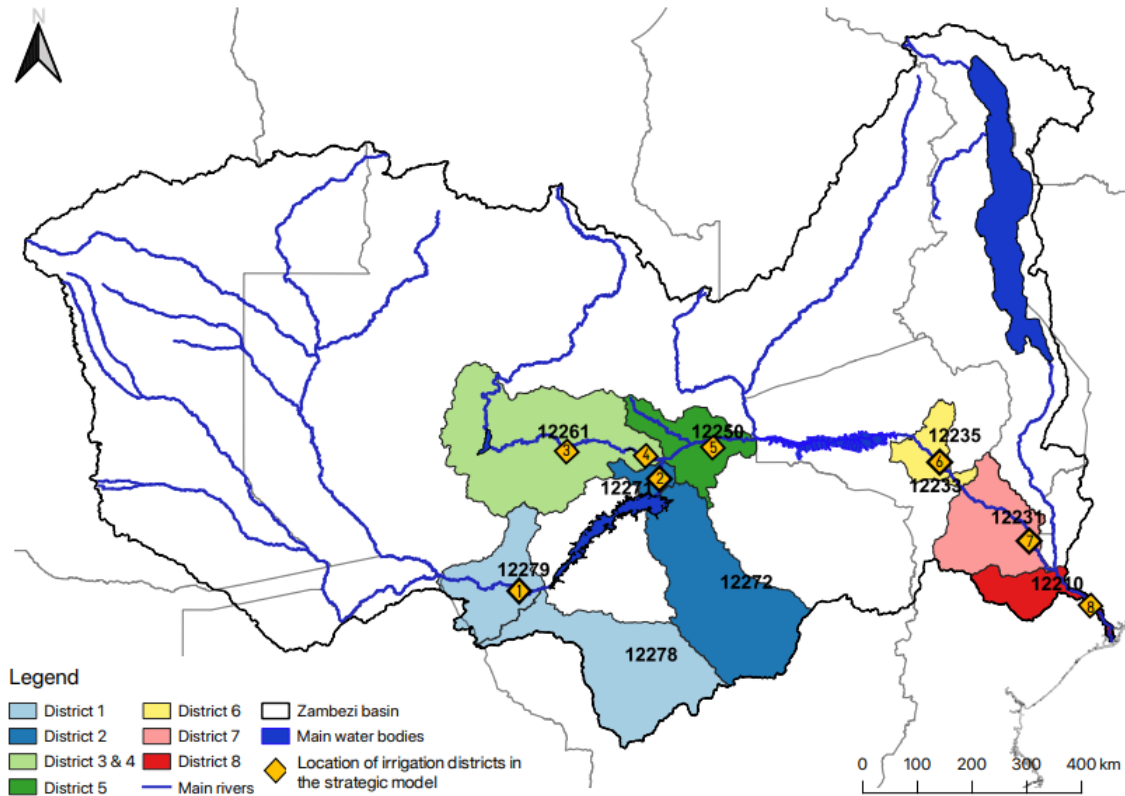 N
12261
3
4
12250
5
12271
2
12235
6
12233
12231
7
12279
1
12272
12210
8
12278
Legend
District 1
District 2
District 3 & 4
District 5
District 6
District 7
District 8
Main rivers
Zambezi basin
Main water bodies
Location of irrigation districts in
the strategic model
0 100 200 300 400 km